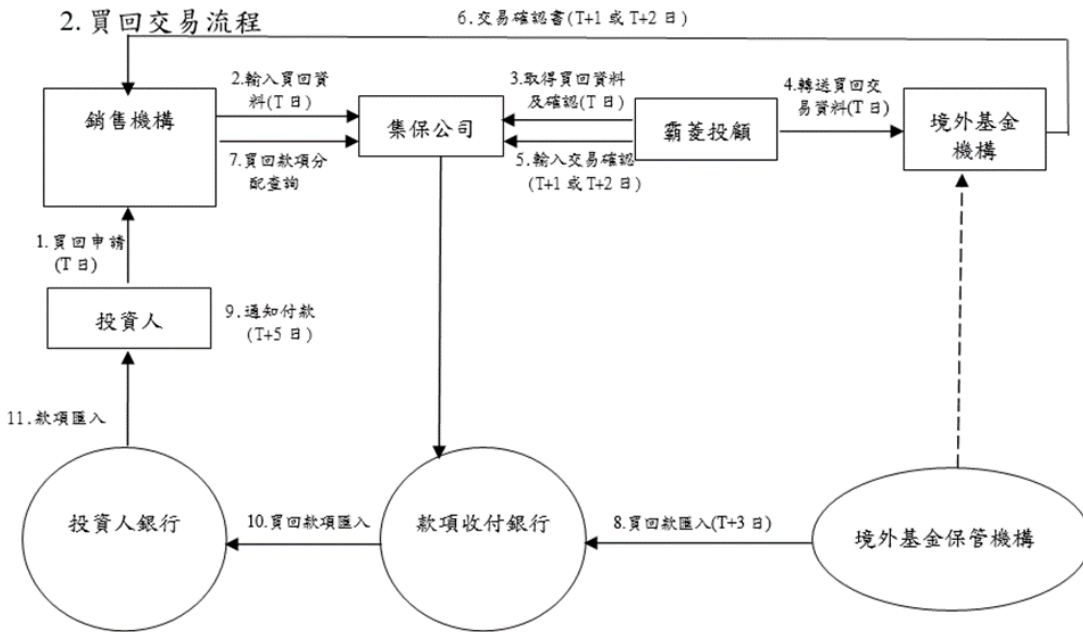 2.買回交易流程
6.交易確認書(T+1 或 T+2 日)
銷售機構
2.輸入買回資
料(T 日)
7.買回款項分
配查詢
集保公司
3.取得買回資料
及確認(T 日)
5.輸入交易確認
(T+1 或 T+2 日)
霸菱投顧
4.轉送買回交
易資料(T 日)
境外基金
機構
1.買回申請
(T 日)
投資人
9.通知付款
(T+5 日)
11.款項匯入
投資人銀行
10.買回款項匯入
款項收付銀行
8.買回款匯入(T+3 日)
境外基金保管機構